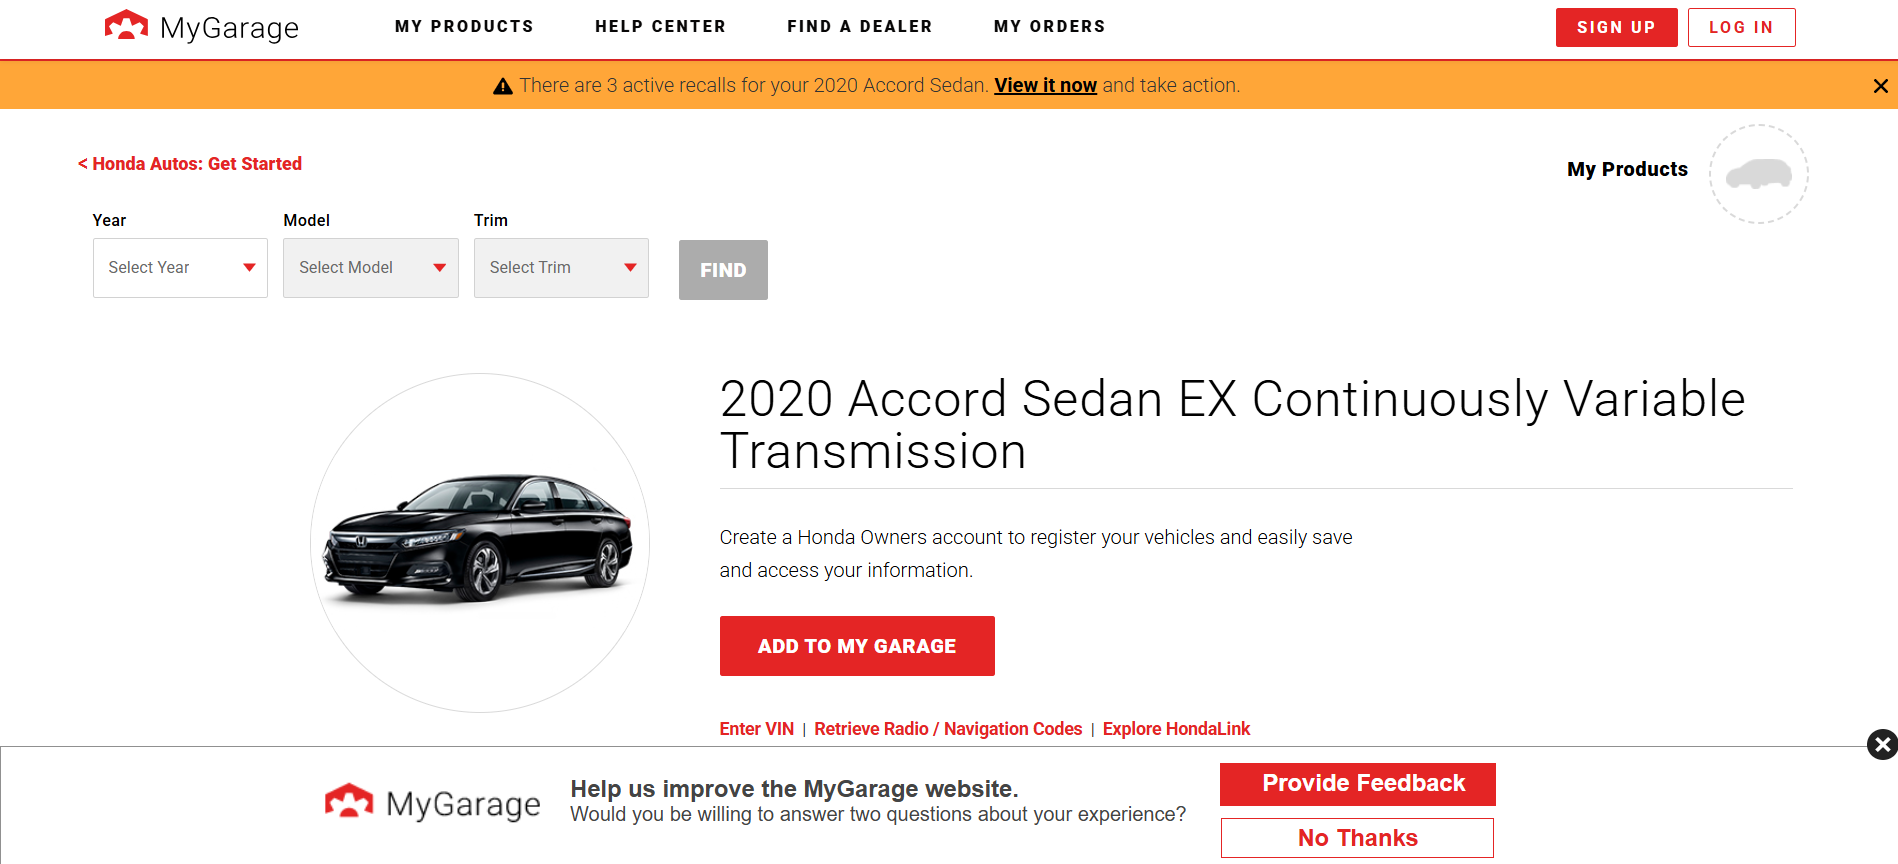 MyGarage
MY PRODUCTS
HELP CENTER
FIND A DEALER
MY ORDERS
SIGN UP
LOG IN
There are 3 active recalls for your 2020 Accord Sedan. View it now and take action.
< Honda Autos: Get Started
My Products
Year
Model
Trim
Select Year
Select Model
Select Trim
FIND
2020 Accord Sedan EX Continuously Variable
Transmission
Create a Honda Owners account to register your vehicles and easily save
and access your information.
ADD TO MY GARAGE
Enter VIN | Retrieve Radio / Navigation Codes | Explore HondaLink
MyGarage
Help us improve the MyGarage website.
Would you be willing to answer two questions about your experience?
Provide Feedback
No Thanks